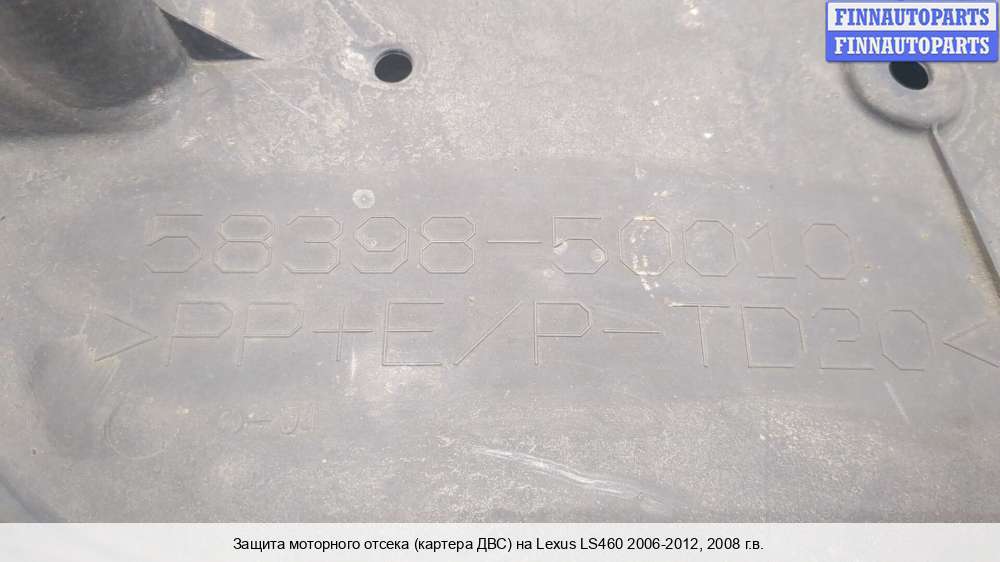 FINNAUTOPARTS
FINNAUTOPARTS
58398-50010
>PP+E/P-TD20<
Защита моторного отсека (картера ДВС) на Lexus LS460 2006-2012, 2008 г.в.